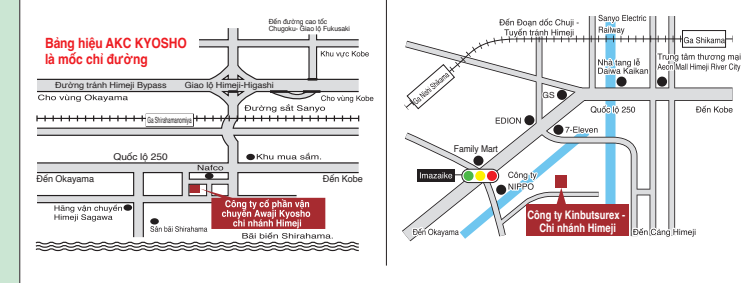 Bảng hiệu AKC KYOSHO
là mốc chỉ đường
Đến đường cao tốc
Chugoku- Giao lộ Fukusaki
Khu vực Kobe
Đường tránh Himeji Bypass
Giao lộ Himeji-Higashi
Cho vùng Okayama
Cho vùng Kobe
Đường sắt Sanyo
Ga Shirahamanomiya
Quốc lộ 250
Khu mua sắm.
Nafco
Đến Okayama
Đến Kobe
Công ty cổ phần vận
chuyển Awaji Kyosho
chi nhánh Himeji
Hãng vận chuyển
Himeji Sagawa
Sân bãi Shirahama
Bãi biển Shirahama.
Đến Đoạn dốc Chuji -
Tuyến tránh Himeji
Sanyo Electric
Railway
Ga Shikama
Ga Nishi Shikama
Nhà tang lễ
Daiwa Kaikan
Trung tâm thương mại
Aeon Mall Himeji River City
GS
Quốc lộ 250
Đến Kobe
EDION
7-Eleven
Family Mart
Imazaike
Công ty
NIPPO
Công ty Kinbutsurex -
Chi nhánh Himeji
Đến Okayama
Đến Cảng Himeji